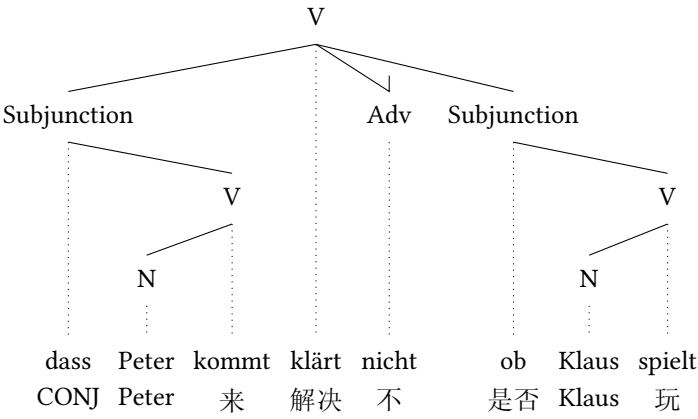 V
Subjunction Adv Subjunction
V V
N N
dass Peter kommt klärt nicht ob Klaus spielt
CONJ Peter 来 解决 不 是否 Klaus 玩